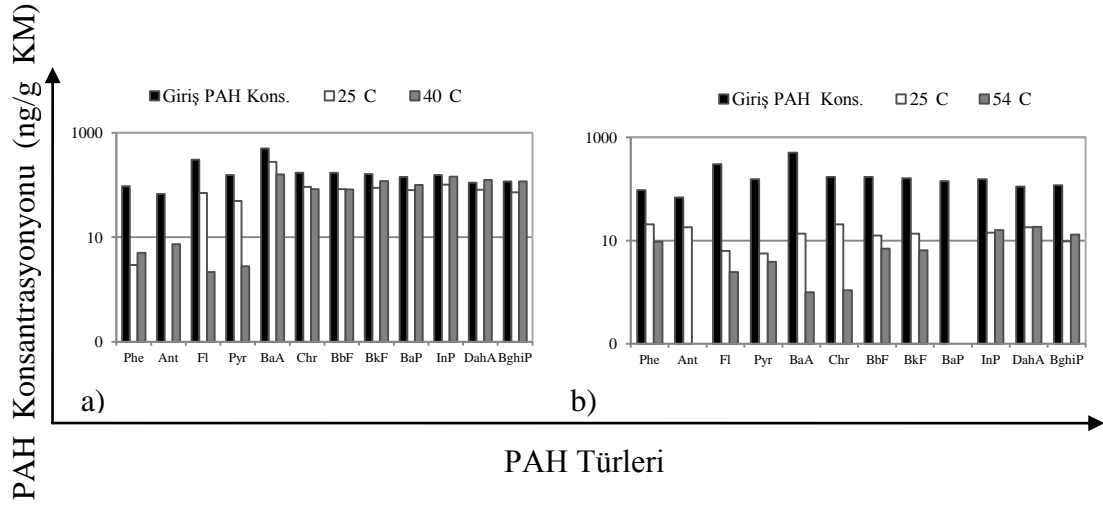 PAH Konsantrasyonyonu (ng/g KM)
Giriş PAH Kons. 25 C 40 C
1000
10
0
Phe Ant Fl Pyr BaA Chr BbF BkF BaP InP DahA BghiP
a)
Giriş PAH Kons. 25 C 54 C
1000
10
0
Phe Ant Fl Pyr BaA Chr BbF BkF BaP InP DahA BghiP
b)
PAH Türleri